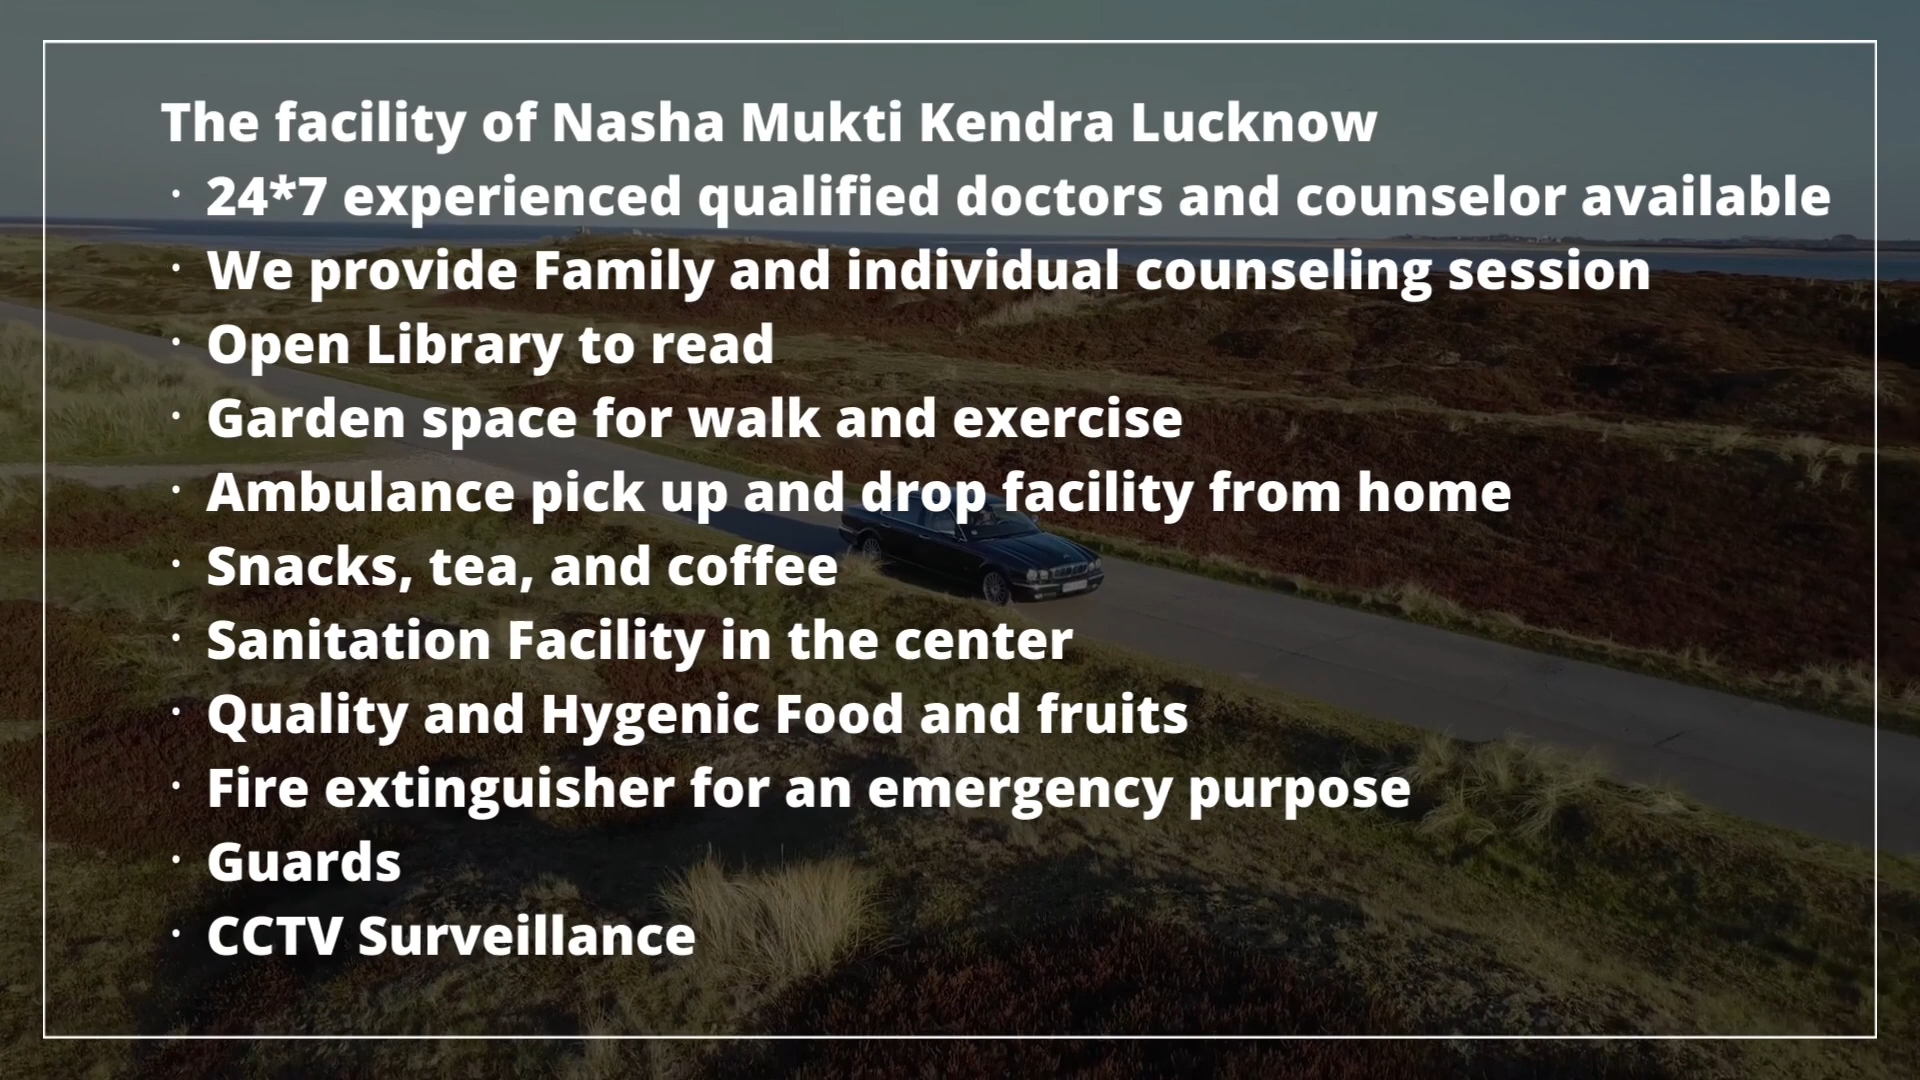 The facility of Nasha Mukti Kendra Lucknow
· 24*7 experienced qualified doctors and counselor available
· We provide Family and individual counseling session
· Open Library to read
· Garden space for walk and exercise
· Ambulance pick up and drop facility from home
· Snacks, tea, and coffee
· Sanitation Facility in the center
· Quality and Hygenic Food and fruits
· Fire extinguisher for an emergency purpose
· Guards
· CCTV Surveillance